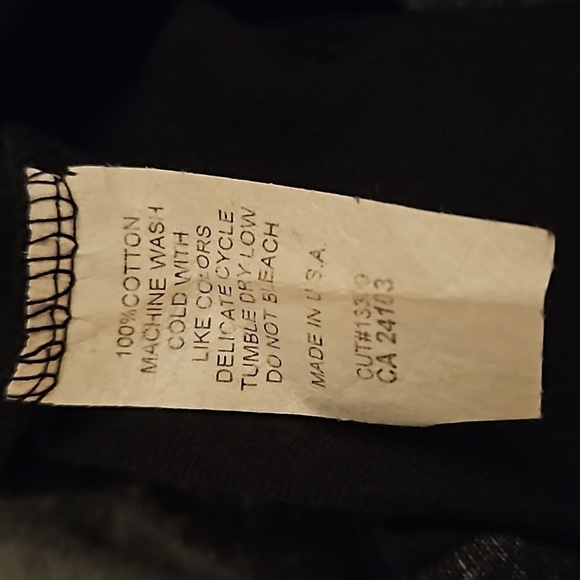 100%COTTON
MACHINE WASH
COLD WITH
LIKE COLORS
DELICATE CYCLE
TUMBLE DRY LOW
DO NOT BLEACH
MADE IN U.S.A.
CA 24103